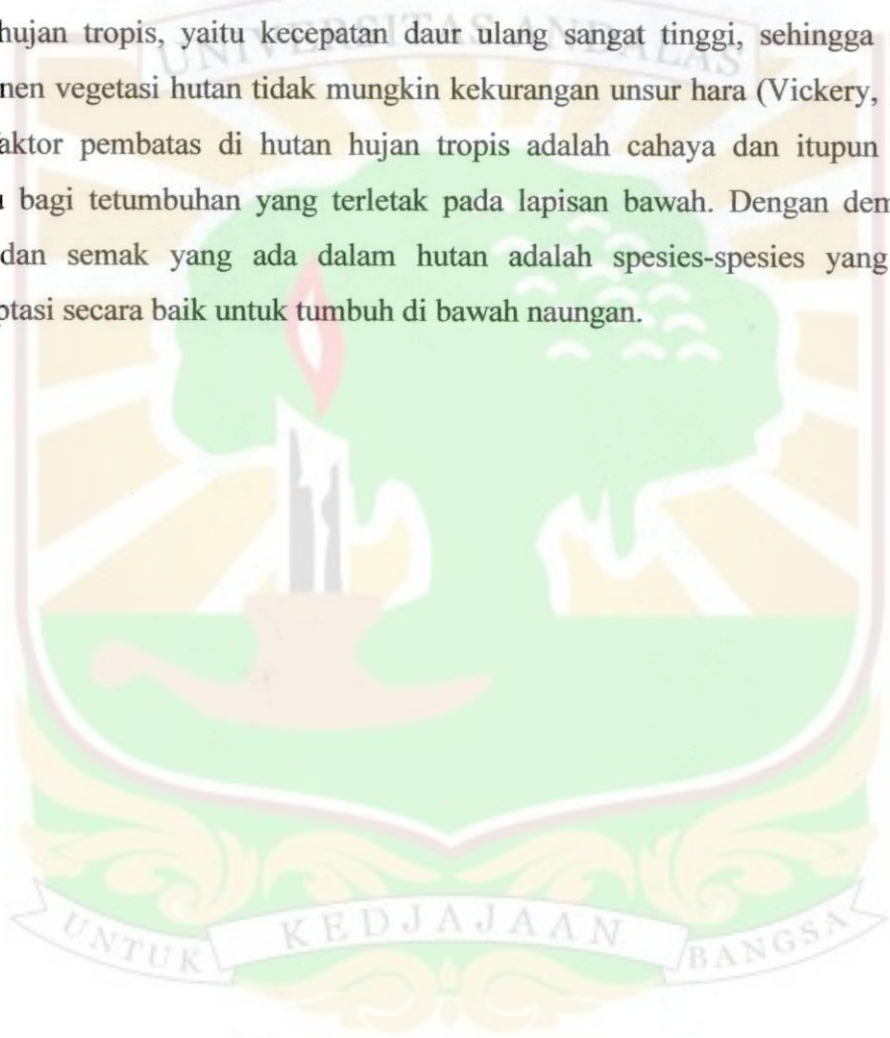 hujan tropis, yaitu kecepatan daur ulang sangat tinggi, sehingga
nen vegetasi hutan tidak mungkin kekurangan unsur hara (Vickery,
aktor pembatas di hutan hujan tropis adalah cahaya dan itupun
bagi tetumbuhan yang terletak pada lapisan bawah. Dengan dem
dan semak yang ada dalam hutan adalah spesies-spesies yang
ptasi secara baik untuk tumbuh di bawah naungan.
UNIVERSITAS ANDALAS
UNTUK KEDJAJAAN BANGSA